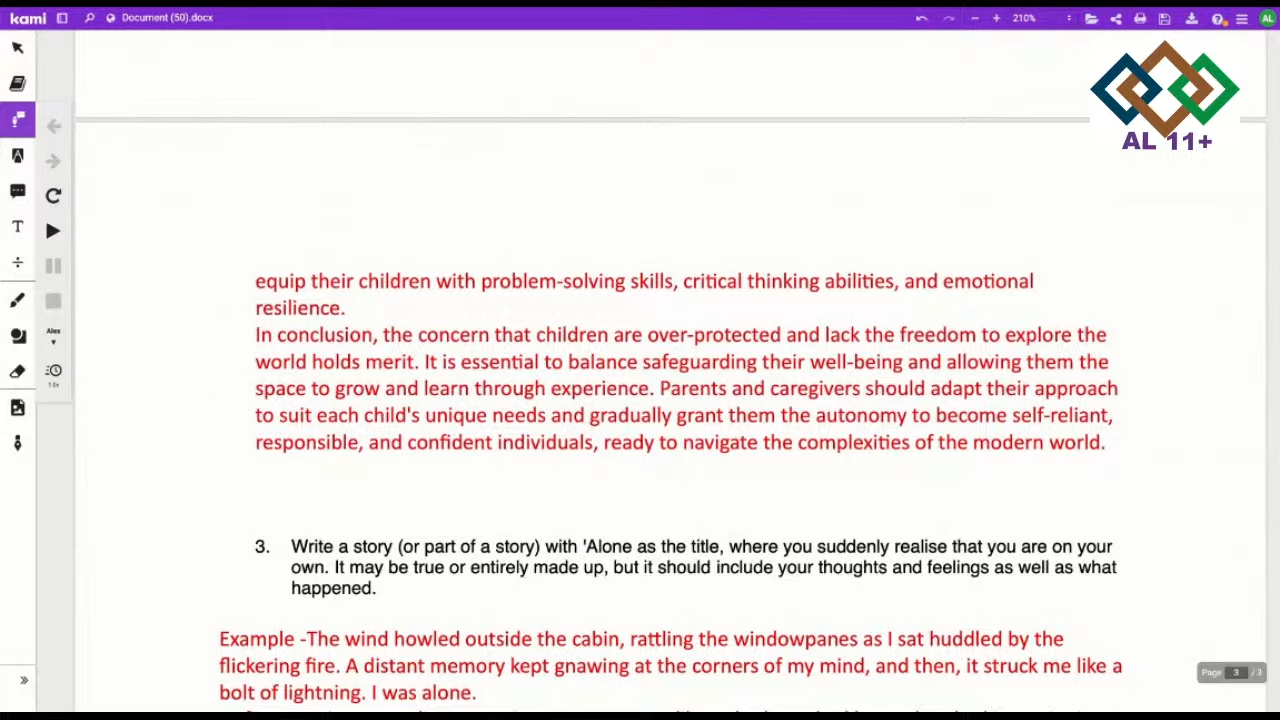 kami
Document (50).docx
210%
AL
AL 11+
equip their children with problem-solving skills, critical thinking abilities, and emotional
resilience.
In conclusion, the concern that children are over-protected and lack the freedom to explore the
world holds merit. It is essential to balance safeguarding their well-being and allowing them the
space to grow and learn through experience. Parents and caregivers should adapt their approach
to suit each child's unique needs and gradually grant them the autonomy to become self-reliant,
responsible, and confident individuals, ready to navigate the complexities of the modern world.
Alex
1.0x
3. Write a story (or part of a story) with 'Alone as the title, where you suddenly realise that you are on your
own. It may be true or entirely made up, but it should include your thoughts and feelings as well as what
happened.
Example -The wind howled outside the cabin, rattling the windowpanes as I sat huddled by the
flickering fire. A distant memory kept gnawing at the corners of my mind, and then, it struck me like a
bolt of lightning. I was alone.
Page 3 / 3